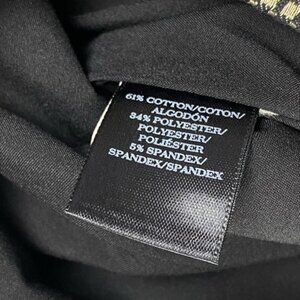 61% COTTON/COTON/
ALGODÓN
34% POLYESTER/
POLYESTER/
POLIÉSTER
5% SPANDEX/
SPANDEX/SPANDEX